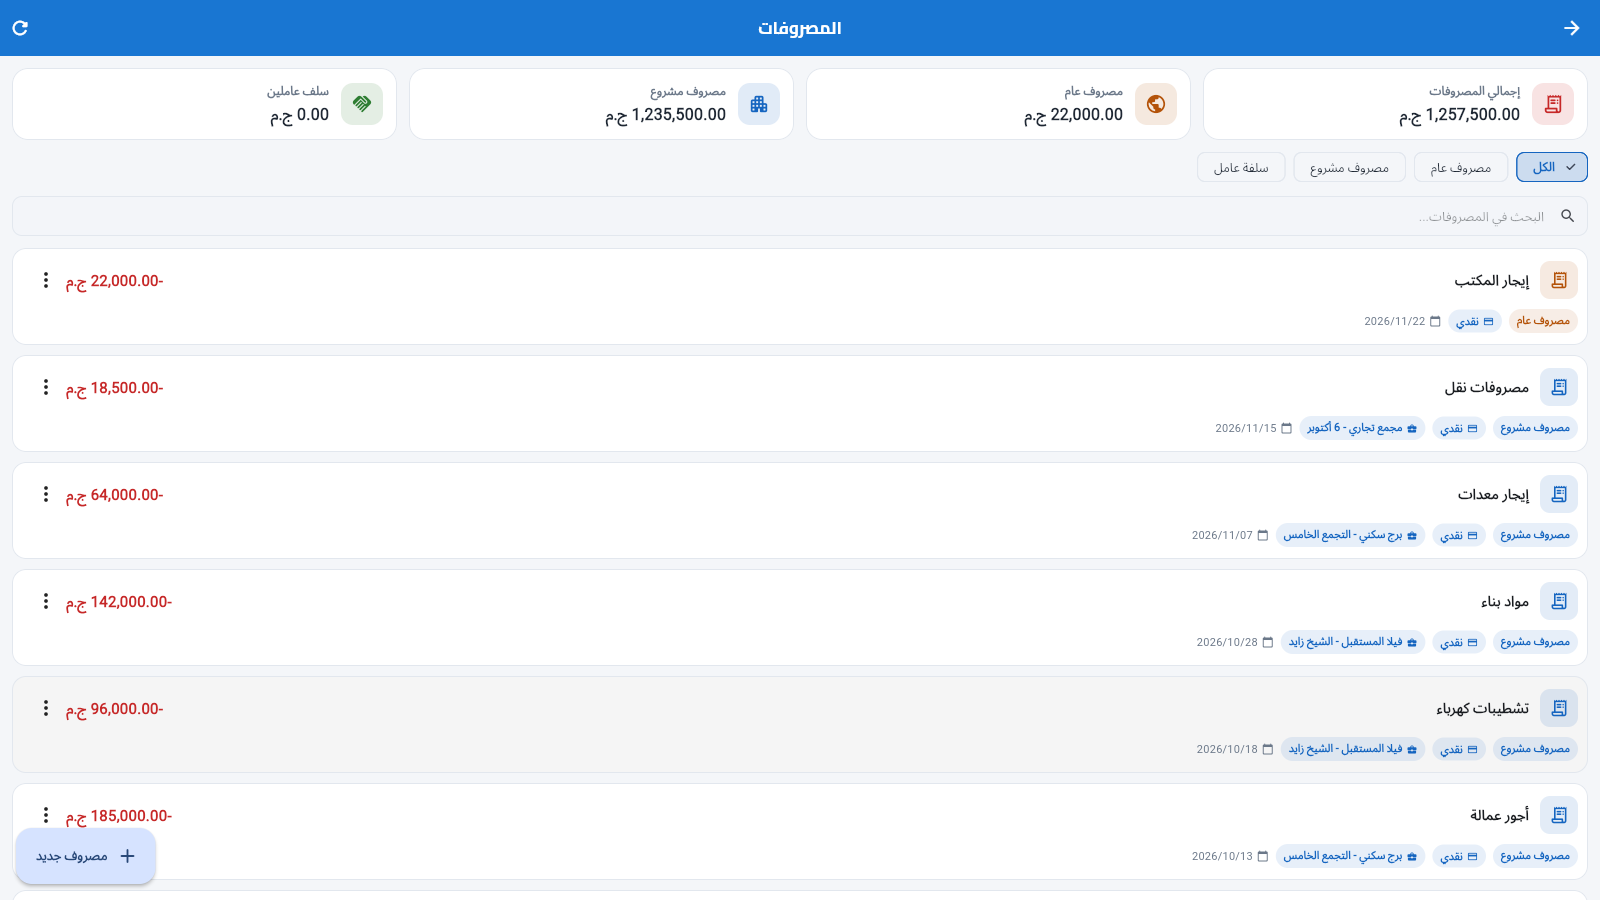 المصروفات
إجمالي المصروفات
1,257,500.00 ج.م
مصروف عام
22,000.00 ج.م
مصروف مشروع
1,235,500.00 ج.م
سلف عاملين
0.00 ج.م
الكل
مصروف عام
مصروف مشروع
سلفة عامل
البحث في المصروفات...
إيجار المكتب
-22,000.00 ج.م
مصروف عام نقدي 2026/11/22
مصروفات نقل
-18,500.00 ج.م
مصروف مشروع نقدي مجمع تجاري - 6 أكتوبر 2026/11/15
إيجار معدات
-64,000.00 ج.م
مصروف مشروع نقدي برج سكني - التجمع الخامس 2026/11/07
مواد بناء
-142,000.00 ج.م
مصروف مشروع نقدي فيلا المستقبل - الشيخ زايد 2026/10/28
تشطيبات كهرباء
-96,000.00 ج.م
مصروف مشروع نقدي فيلا المستقبل - الشيخ زايد 2026/10/18
أجور عمالة
-185,000.00 ج.م
مصروف مشروع نقدي برج سكني - التجمع الخامس 2026/10/13
مصروف جديد